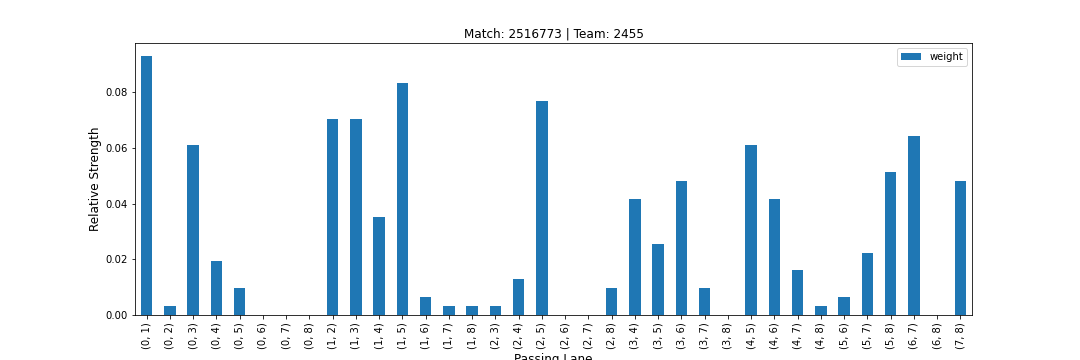 Match: 2516773 | Team: 2455
weight
Relative Strength
0.08
0.06
0.04
0.02
0.00
(0, 1) (0, 2) (0, 3) (0, 4) (0, 5) (0, 6) (0, 7) (0, 8) (1, 2) (1, 3) (1, 4) (1, 5) (1, 6) (1, 7) (1, 8) (2, 3) (2, 4) (2, 5) (2, 6) (2, 7) (2, 8) (3, 4) (3, 5) (3, 6) (3, 7) (3, 8) (4, 5) (4, 6) (4, 7) (4, 8) (5, 6) (5, 7) (5, 8) (6, 7) (6, 8) (7, 8)
Passing Lane